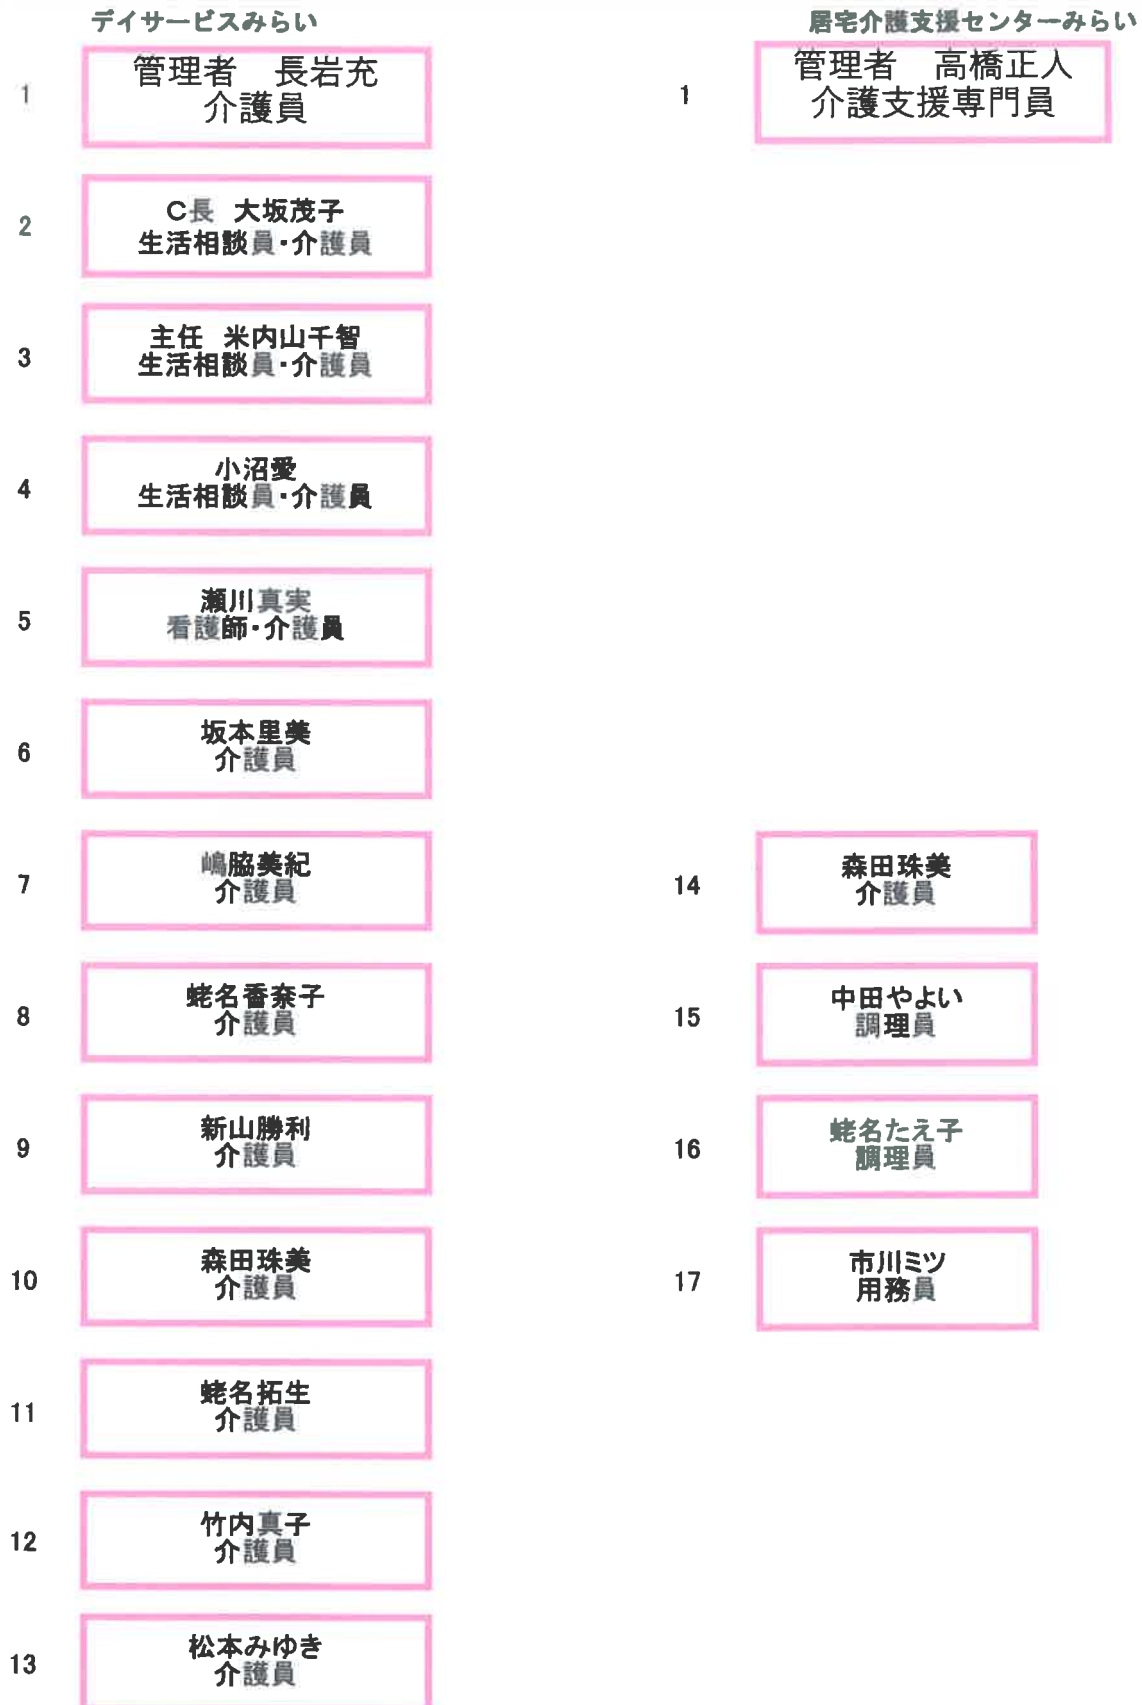 デイサービスみらい
1
管理者　長岩充
介護員
2
C長　大坂茂子
生活相談員・介護員
3
主任　米内山千智
生活相談員・介護員
4
小沼愛
生活相談員・介護員
5
瀬川真実
看護師・介護員
6
坂本里美
介護員
7
嶋脇美紀
介護員
8
蛯名香奈子
介護員
9
新山勝利
介護員
10
森田珠美
介護員
11
蛯名拓生
介護員
12
竹内真子
介護員
13
松本みゆき
介護員
居宅介護支援センターみらい
1
管理者　高橋正人
介護支援専門員
14
森田珠美
介護員
15
中田やよい
調理員
16
蛯名たえ子
調理員
17
市川ミツ
用務員